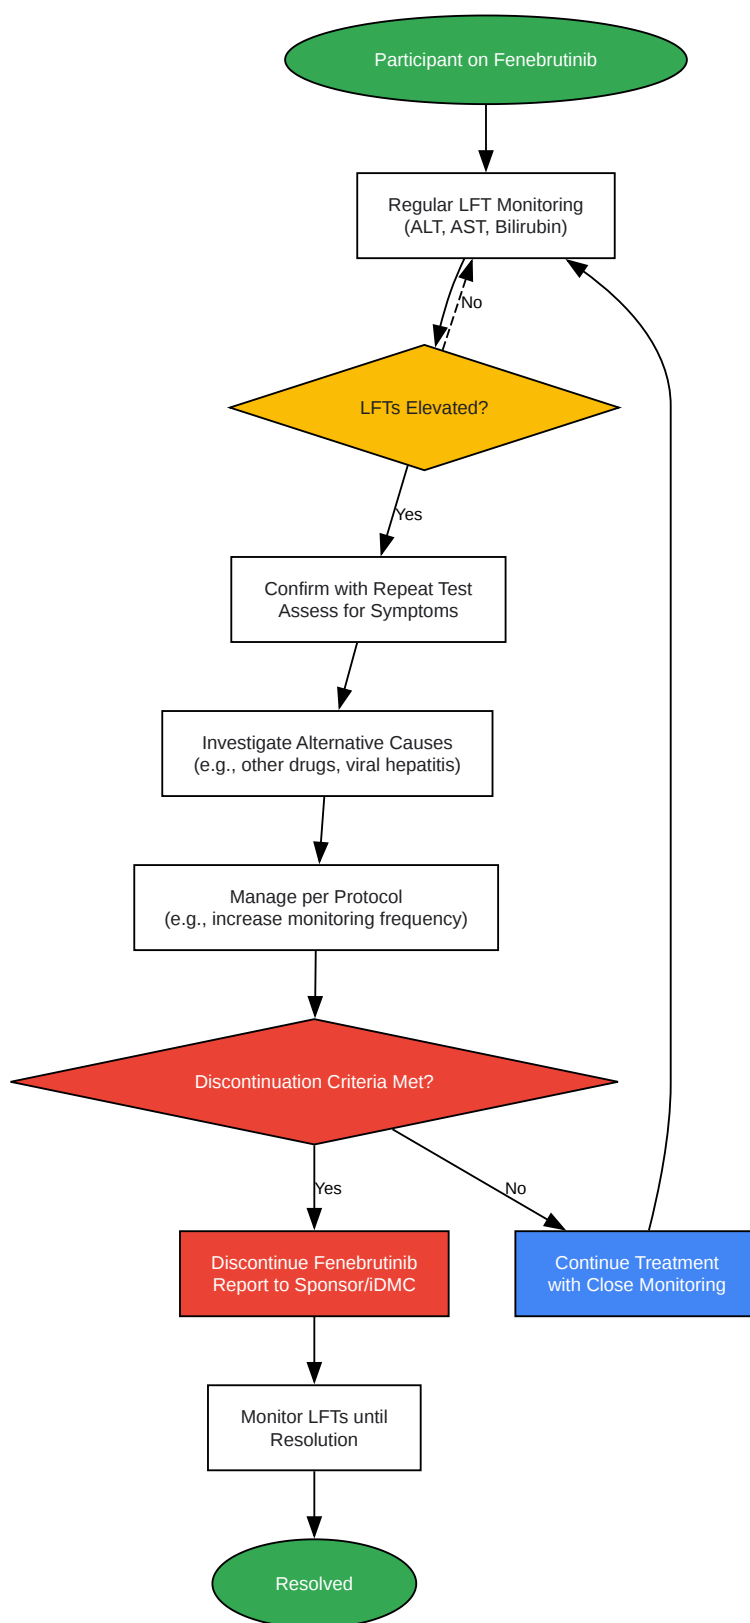 Participant on Fenebrutinib
Regular LFT Monitoring
(ALT, AST, Bilirubin)
No
LFTs Elevated?
Yes
Confirm with Repeat Test
Assess for Symptoms
Investigate Alternative Causes
(e.g., other drugs, viral hepatitis)
Manage per Protocol
(e.g., increase monitoring frequency)
Discontinuation Criteria Met?
Yes
No
Discontinue Fenebrutinib
Report to Sponsor/iDMC
Continue Treatment
with Close Monitoring
Monitor LFTs until
Resolution
Resolved